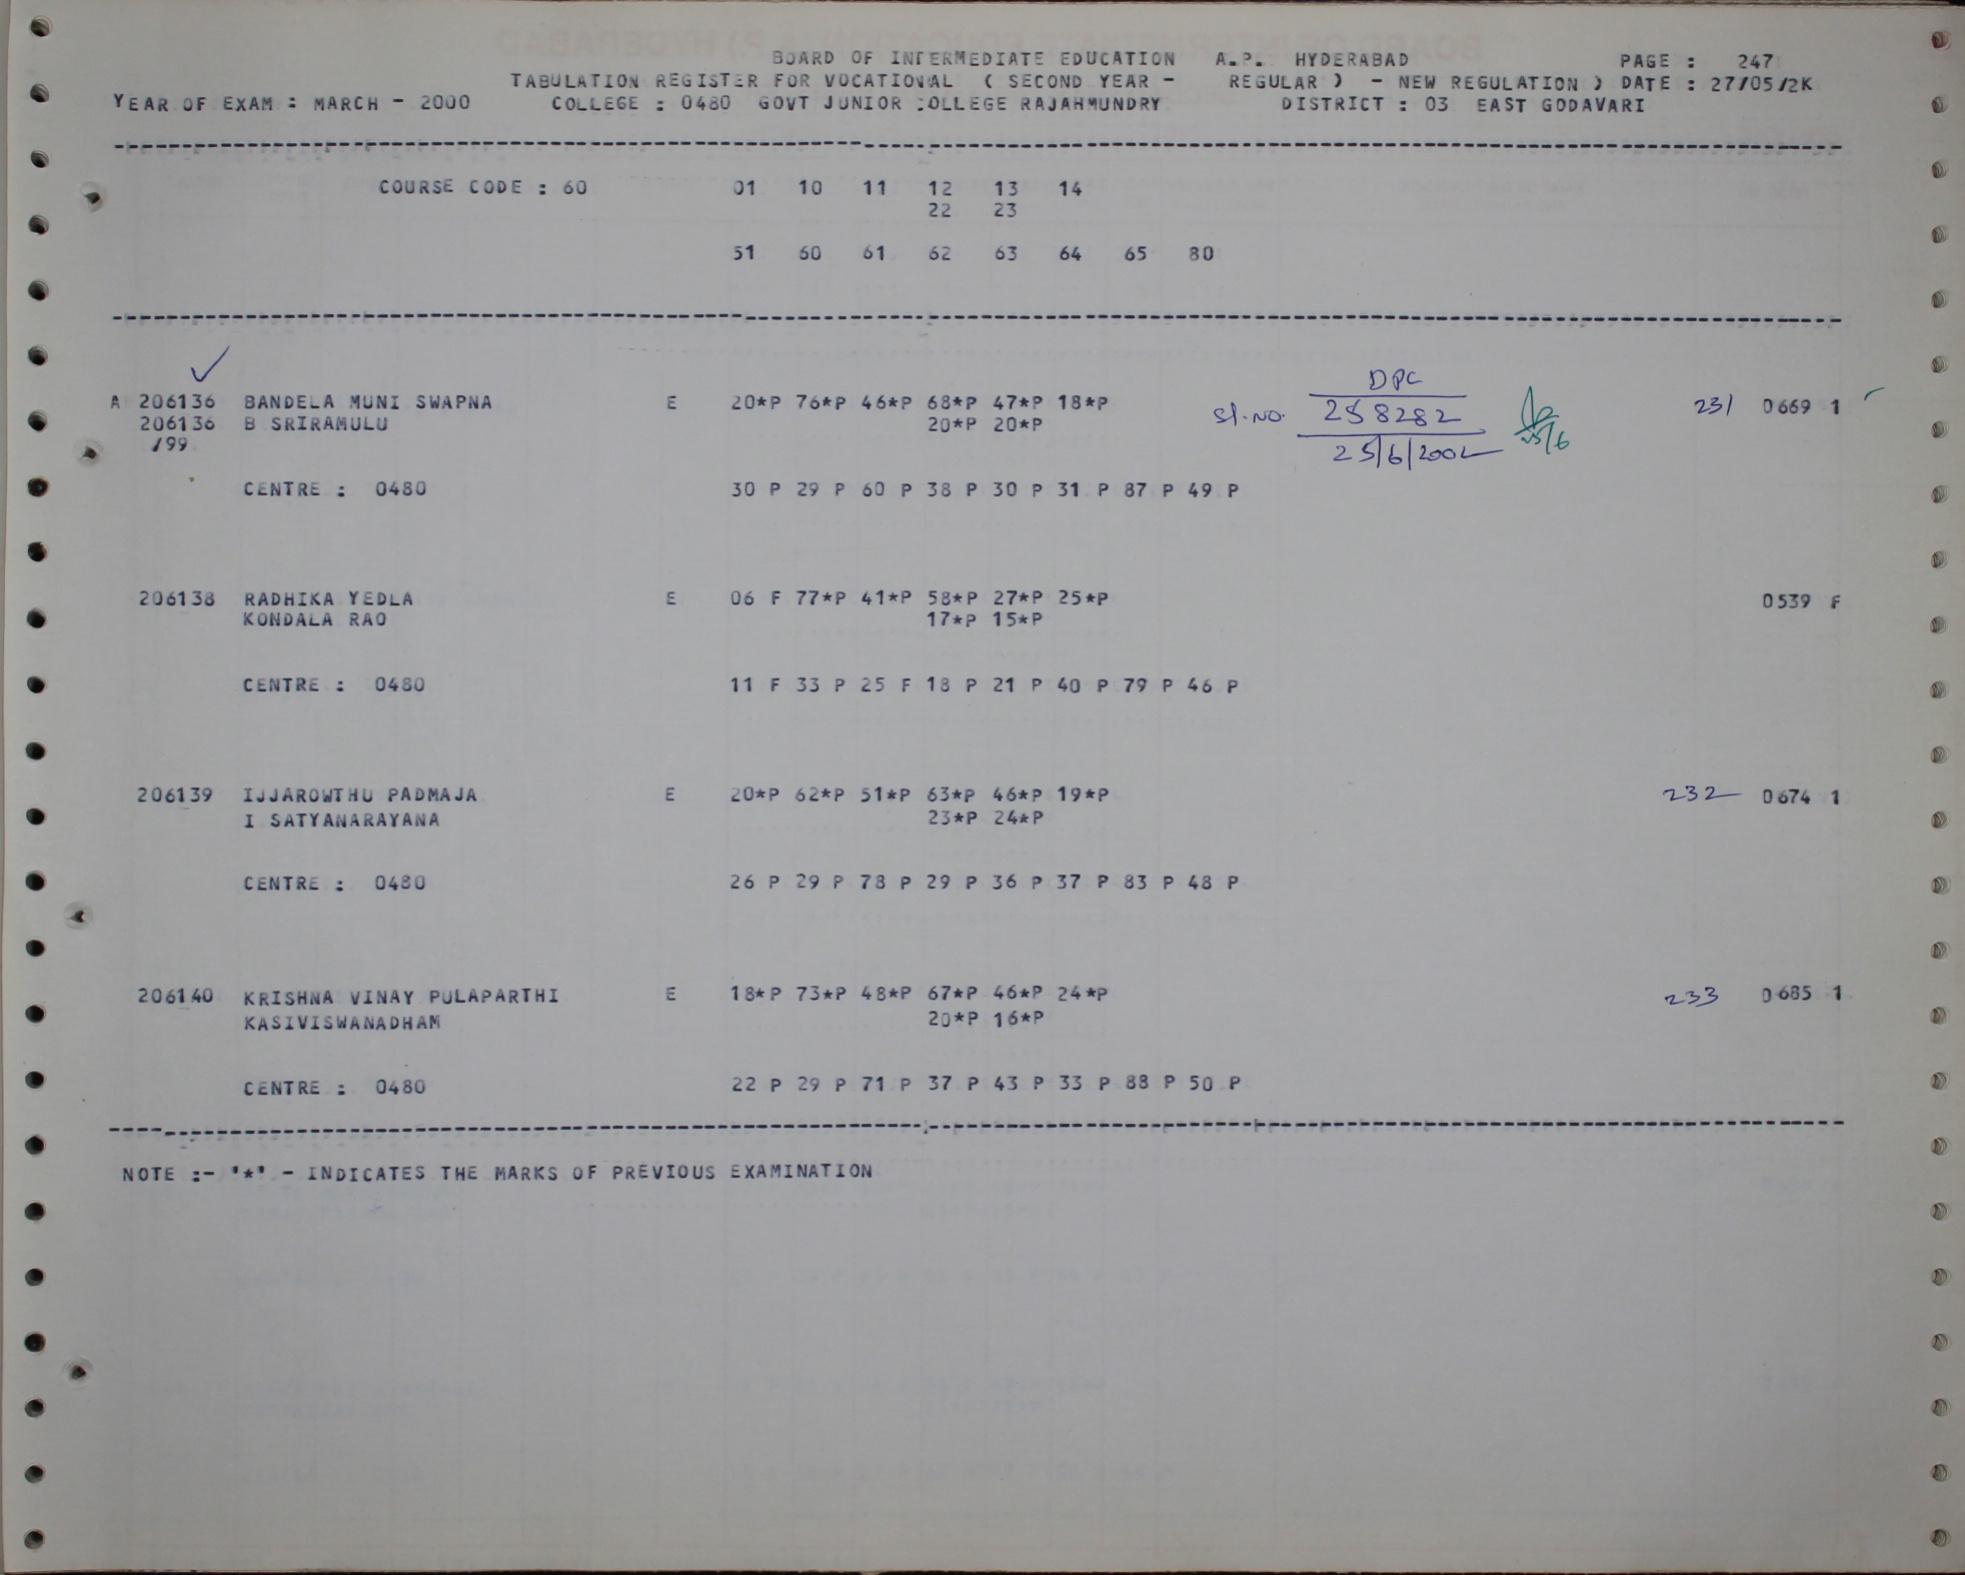 BOARD OF INTERMEDIATE EDUCATION A.P. HYDERABAD PAGE : 247
TABULATION REGISTER FOR VOCATIONAL ( SECOND YEAR - REGULAR ) - NEW REGULATION ) DATE : 27/05/2K
YEAR OF EXAM : MARCH - 2000 COLLEGE : 0480 GOVT JUNIOR COLLEGE RAJAHMUNDRY DISTRICT : 03 EAST GODAVARI
COURSE CODE : 60 01 10 11 12 13 14
22 23
51 60 61 62 63 64 65 80
DPC
A 206136 BANDELA MUNI SWAPNA E 20*P 76*P 46*P 68*P 47*P 18*P Sl.NO. 258282 231 0669 1
206136 B SRIRAMULU 20*P 20*P 25/6
/99 25/6/2002
CENTRE : 0480 30 P 29 P 60 P 38 P 30 P 31 P 87 P 49 P
206138 RADHIKA YEDLA E 06 F 77*P 41*P 58*P 27*P 25*P 0539 F
KONDALA RAO 17*P 15*P
CENTRE : 0480 11 F 33 P 25 F 18 P 21 P 40 P 79 P 46 P
206139 IJJAROWTHU PADMAJA E 20*P 62*P 51*P 63*P 46*P 19*P 232 0674 1
I SATYANARAYANA 23*P 24*P
CENTRE : 0480 26 P 29 P 78 P 29 P 36 P 37 P 83 P 48 P
206140 KRISHNA VINAY PULAPARTHI E 18*P 73*P 48*P 67*P 46*P 24*P 233 0685 1
KASIVISWANADHAM 20*P 16*P
CENTRE : 0480 22 P 29 P 71 P 37 P 43 P 33 P 88 P 50 P
NOTE :- '*' - INDICATES THE MARKS OF PREVIOUS EXAMINATION